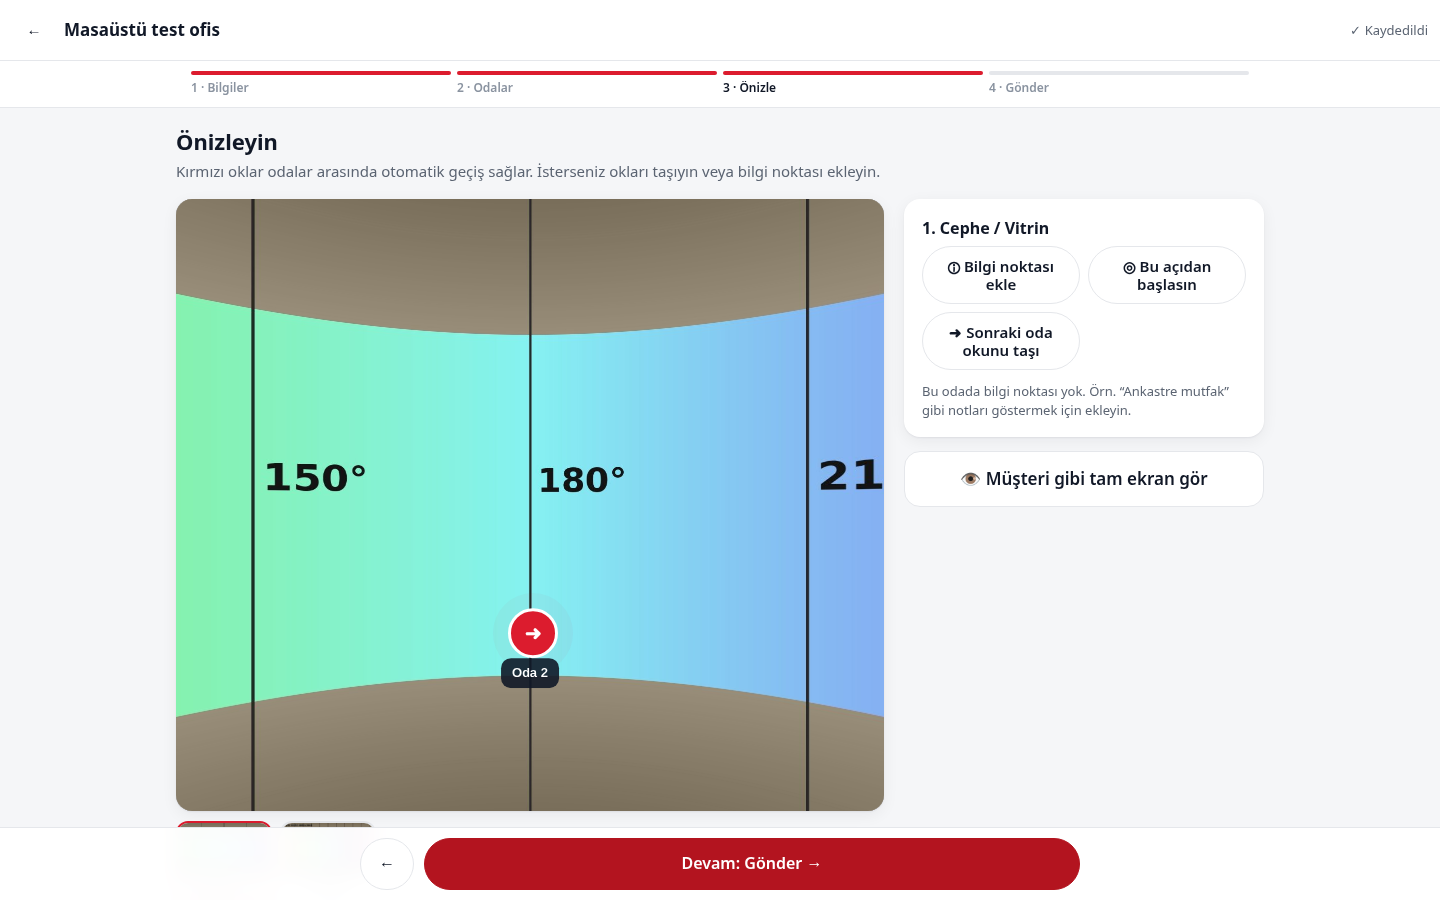 ← Masaüstü test ofis
✓ Kaydedildi
1 · Bilgiler
2 · Odalar
3 · Önizle
4 · Gönder
Önizleyin
Kırmızı oklar odalar arasında otomatik geçiş sağlar. İsterseniz okları taşıyın veya bilgi noktası ekleyin.
150°
180°
21
➜
Oda 2
1. Cephe / Vitrin
ⓘ Bilgi noktası
ekle
◎ Bu açıdan
başlasın
➜ Sonraki oda
okunu taşı
Bu odada bilgi noktası yok. Örn. “Ankastre mutfak”
gibi notları göstermek için ekleyin.
👁️ Müşteri gibi tam ekran gör
←
Devam: Gönder →